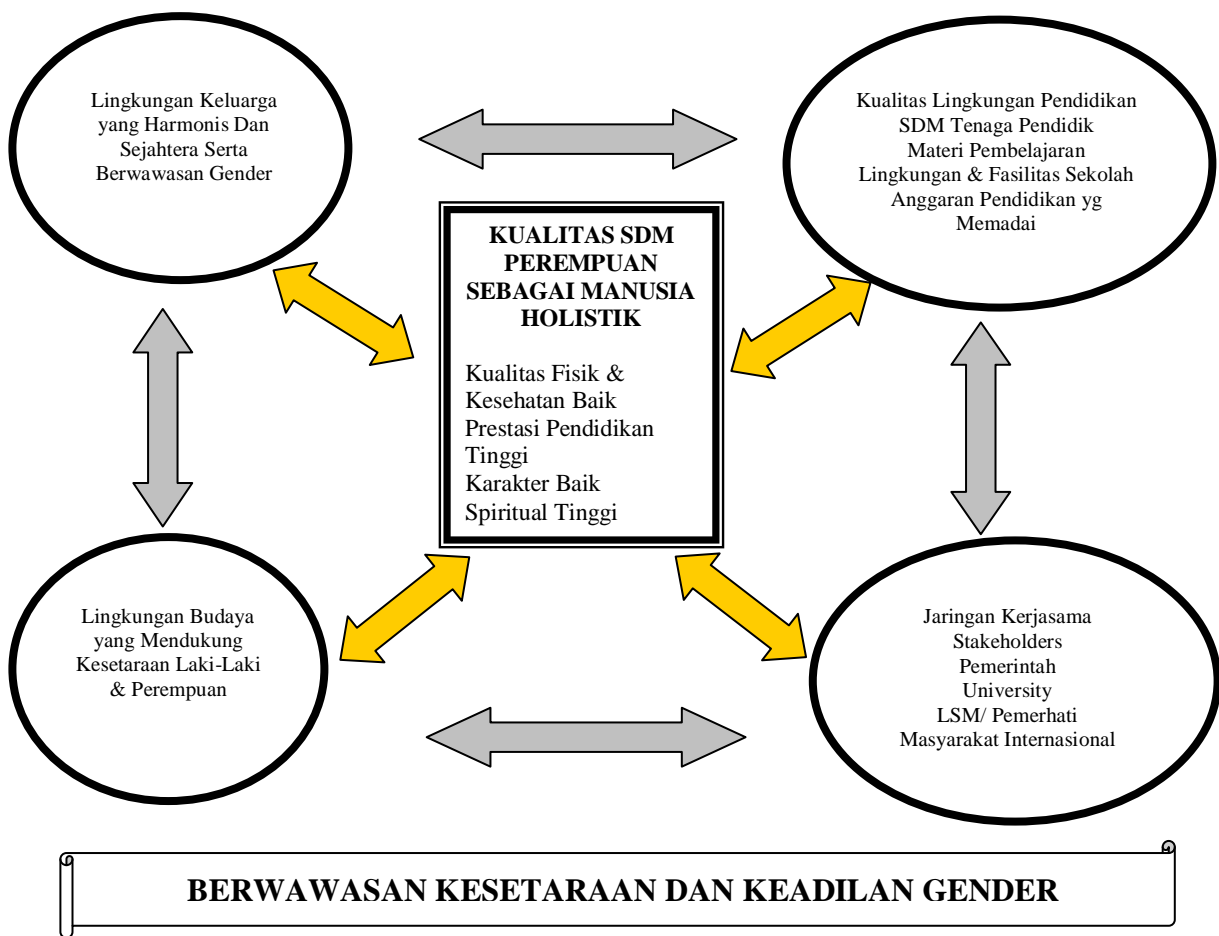 Lingkungan Keluarga
yang Harmonis Dan
Sejahtera Serta
Berwawasan Gender
Kualitas Lingkungan Pendidikan
SDM Tenaga Pendidik
Materi Pembelajaran
Lingkungan & Fasilitas Sekolah
Anggaran Pendidikan yg
Memadai
KUALITAS SDM
PEREMPUAN
SEBAGAI MANUSIA
HOLISTIK
Kualitas Fisik &
Kesehatan Baik
Prestasi Pendidikan
Tinggi
Karakter Baik
Spiritual Tinggi
Lingkungan Budaya
yang Mendukung
Kesetaraan Laki-Laki
& Perempuan
Jaringan Kerjasama
Stakeholders
Pemerintah
University
LSM/ Pemerhati
Masyarakat Internasional
BERWAWASAN KESETARAAN DAN KEADILAN GENDER